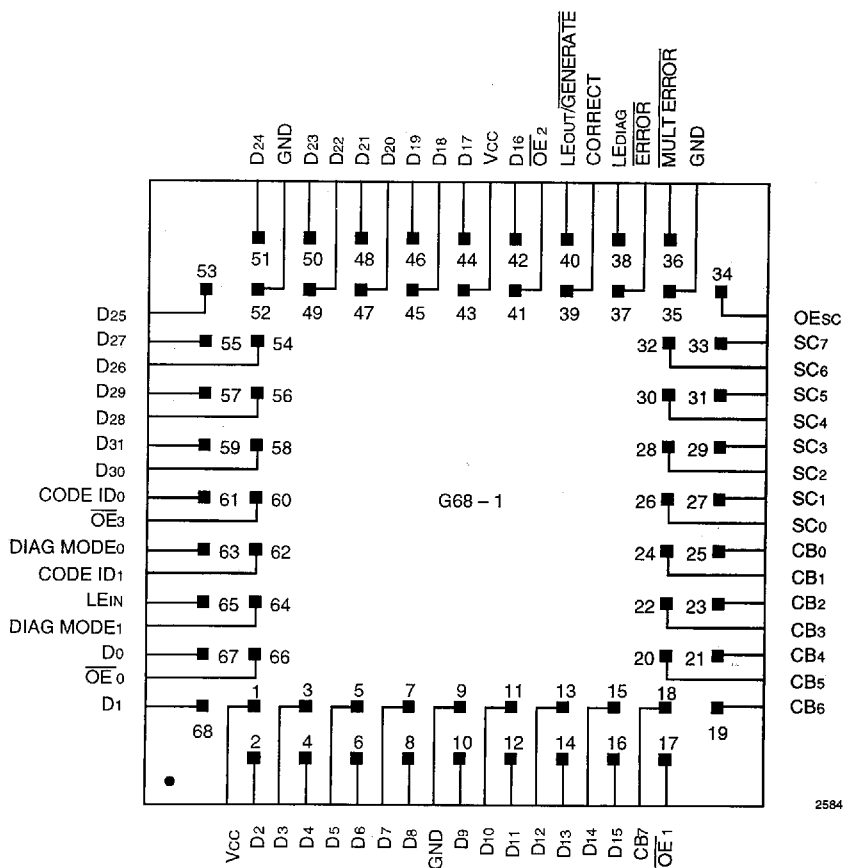 D24 GND D23 D22 D21 D20 D19 D18 D17 VCC D16 OE2 LEOUT/GENERATE CORRECT LEDIAG ERROR MULT ERROR GND
51 50 48 46 44 42 40 38 36
53 34
52 49 47 45 43 41 39 37 35
D25 OESC
D27 55 54 32 33 SC7
D26 SC6
D29 57 56 30 31 SC5
D28 SC4
D31 59 58 28 29 SC3
D30 SC2
CODE ID0 61 60 G68-1 26 27 SC1
OE3 SC0
DIAG MODE0 63 62 24 25 CB0
CODE ID1 CB1
LEIN 65 64 22 23 CB2
DIAG MODE1 CB3
D0 67 66 20 21 CB4
OE0 CB5
D1 68 1 3 5 7 9 11 13 15 18 19 CB6
2 4 6 8 10 12 14 16 17
2584
VCC D2 D3 D4 D5 D6 D7 D8 GND D9 D10 D11 D12 D13 D14 D15 CB7 OE1